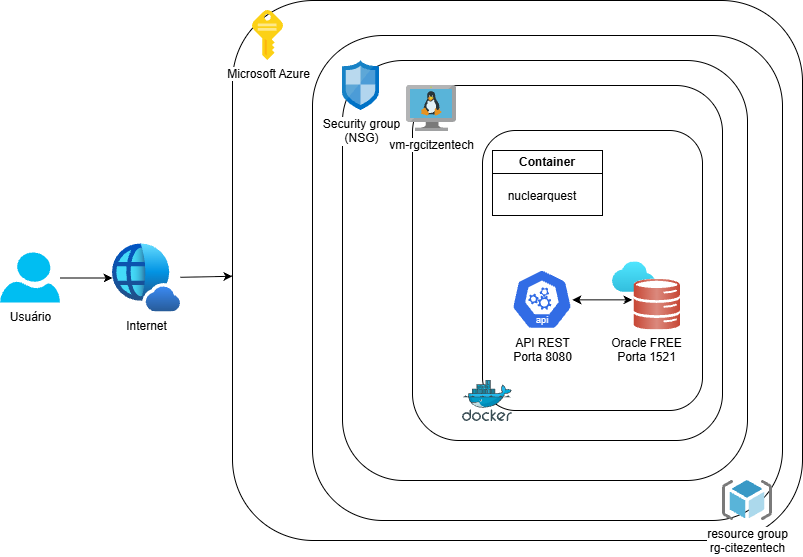 Microsoft Azure
Security group
(NSG)
vm-rgcitzentech
Container
nuclearquest
Usuário
Internet
api
API REST
Porta 8080
Oracle FREE
Porta 1521
docker
resource group
rg-citezentech